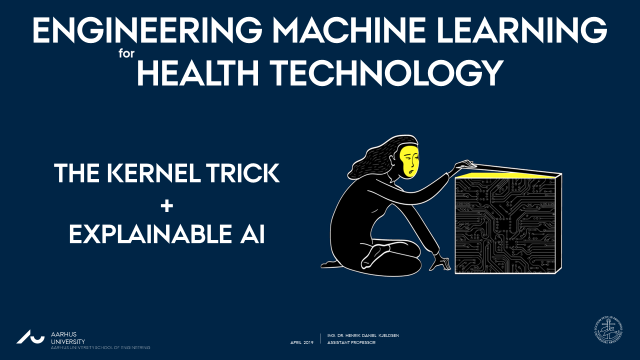 ENGINEERING MACHINE LEARNING
for
HEALTH TECHNOLOGY
THE KERNEL TRICK
+
EXPLAINABLE AI
AARHUS
UNIVERSITY
AARHUS UNIVERSITY SCHOOL OF ENGINEERING
APRIL 2019
ING. DR. HENRIK DANIEL KJELDSEN
ASSISTANT PROFESSOR